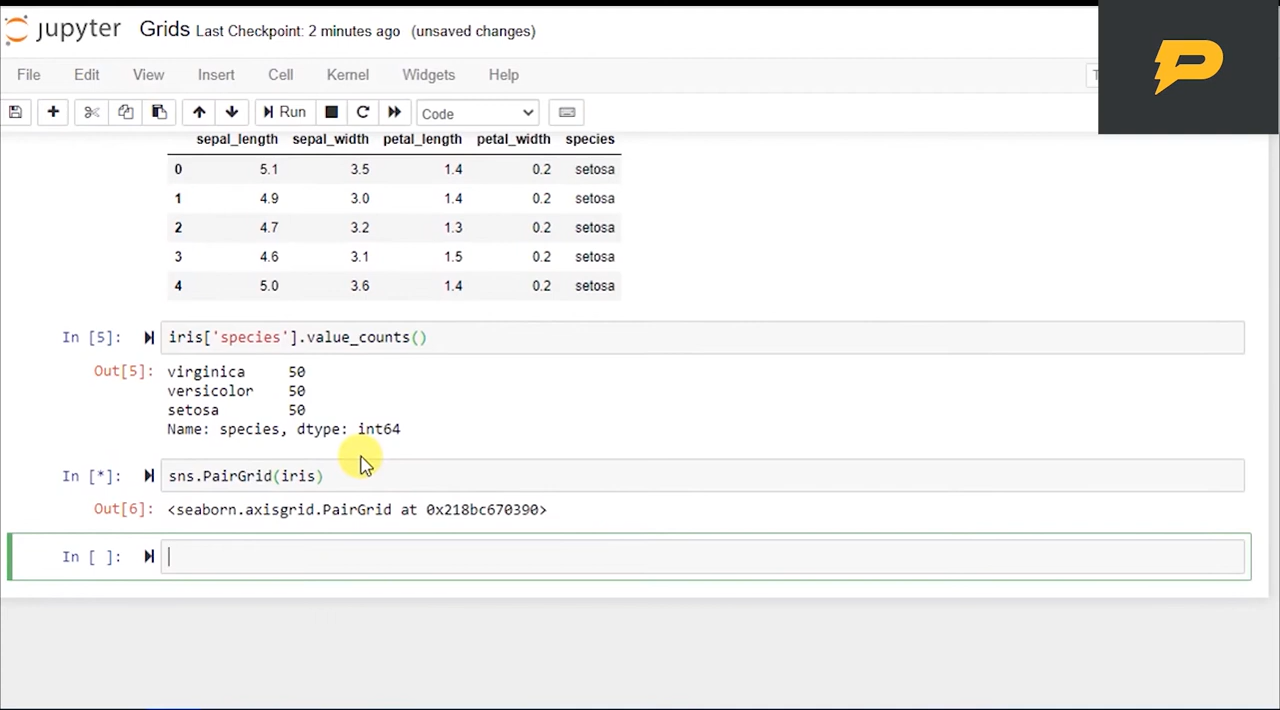 jupyter Grids Last Checkpoint: 2 minutes ago (unsaved changes)
File Edit View Insert Cell Kernel Widgets Help
Run Code
sepal_length sepal_width petal_length petal_width species
0 5.1 3.5 1.4 0.2 setosa
1 4.9 3.0 1.4 0.2 setosa
2 4.7 3.2 1.3 0.2 setosa
3 4.6 3.1 1.5 0.2 setosa
4 5.0 3.6 1.4 0.2 setosa
In [5]: iris['species'].value_counts()
Out[5]: virginica 50
versicolor 50
setosa 50
Name: species, dtype: int64
In [*]: sns.PairGrid(iris)
Out[6]: <seaborn.axisgrid.PairGrid at 0x218bc670390>
In [ ]: